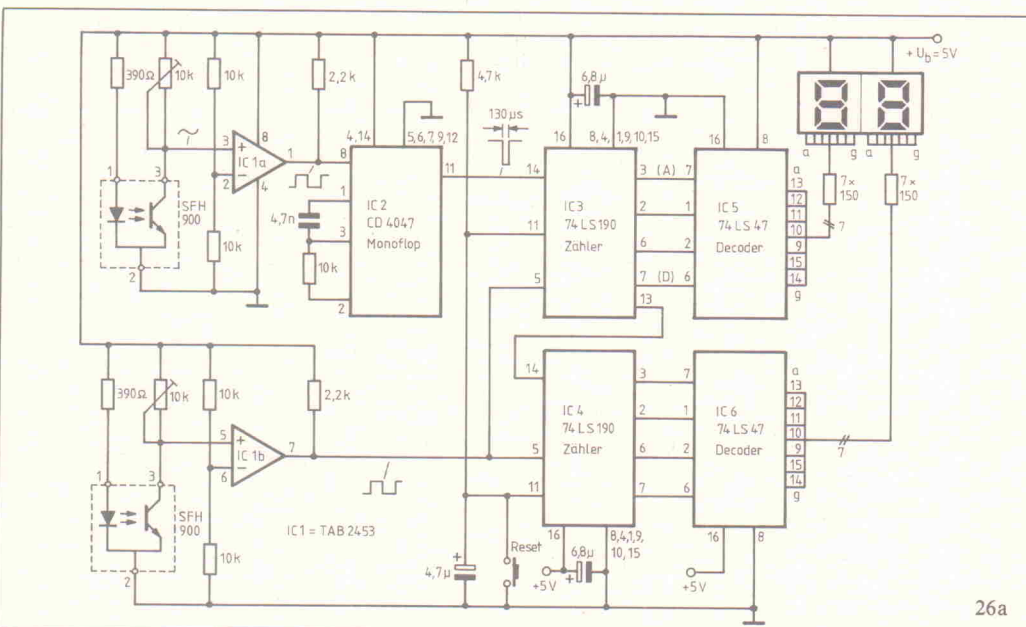 + Ub = 5V
390Ω
10k
10k
2,2k
4,7k
6,8µ
+
130 µs
4, 14
5, 6, 7, 9, 12
16
8, 4, 1, 9, 10, 15
16
8
a
g
a
g
3
+
2
−
IC 1a
8
1
4
8
11
14
3 (A) 7
a
13
12
11
10
9
15
14
g
7 ×
150
7 ×
150
1
3
SFH
900
2
10k
4,7n
1
3
10k
2
IC 2
CD 4047
Monoflop
11
5
IC 3
74 LS 190
Zähler
2
1
6
2
7 (D) 6
13
IC 5
74 LS 47
Decoder
7
390Ω
10k
10k
2,2k
5
+
6
−
IC 1b
7
14
5
11
IC 4
74 LS 190
Zähler
3
7
2
1
6
2
7
6
IC 6
74 LS 47
Decoder
a
13
12
11
10
9
15
14
g
7
1
3
SFH
900
2
10k
IC 1 = TAB 2453
+
4,7µ
Reset
16
8, 4, 1, 9,
10, 15
6,8µ
+
+5V
16
8
+5V
26a